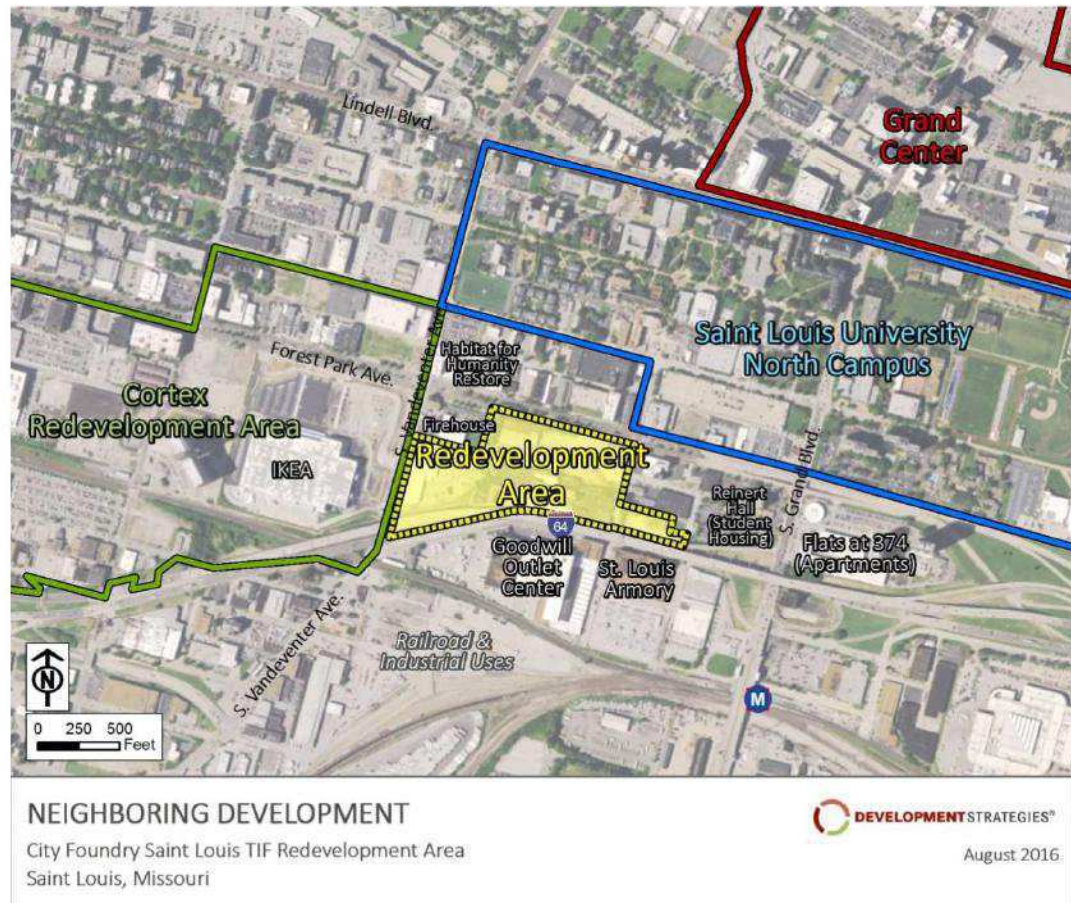 Lindell Blvd.
Grand
Center
Saint Louis University
North Campus
S. Vandeventer Ave.
Habitat for
Humanity
ReStore
Forest Park Ave.
Cortex
Redevelopment Area
Firehouse
IKEA
Redevelopment
Area
64
S. Grand Blvd.
Reinert
Hall
(Student
Housing)
Goodwill
Outlet
Center
St. Louis
Armory
Flats at 374
(Apartments)
Railroad &
Industrial Uses
S. Vandeventer Ave.
M
N
0 250 500
Feet
NEIGHBORING DEVELOPMENT
City Foundry Saint Louis TIF Redevelopment Area
Saint Louis, Missouri
DEVELOPMENT STRATEGIES®
August 2016